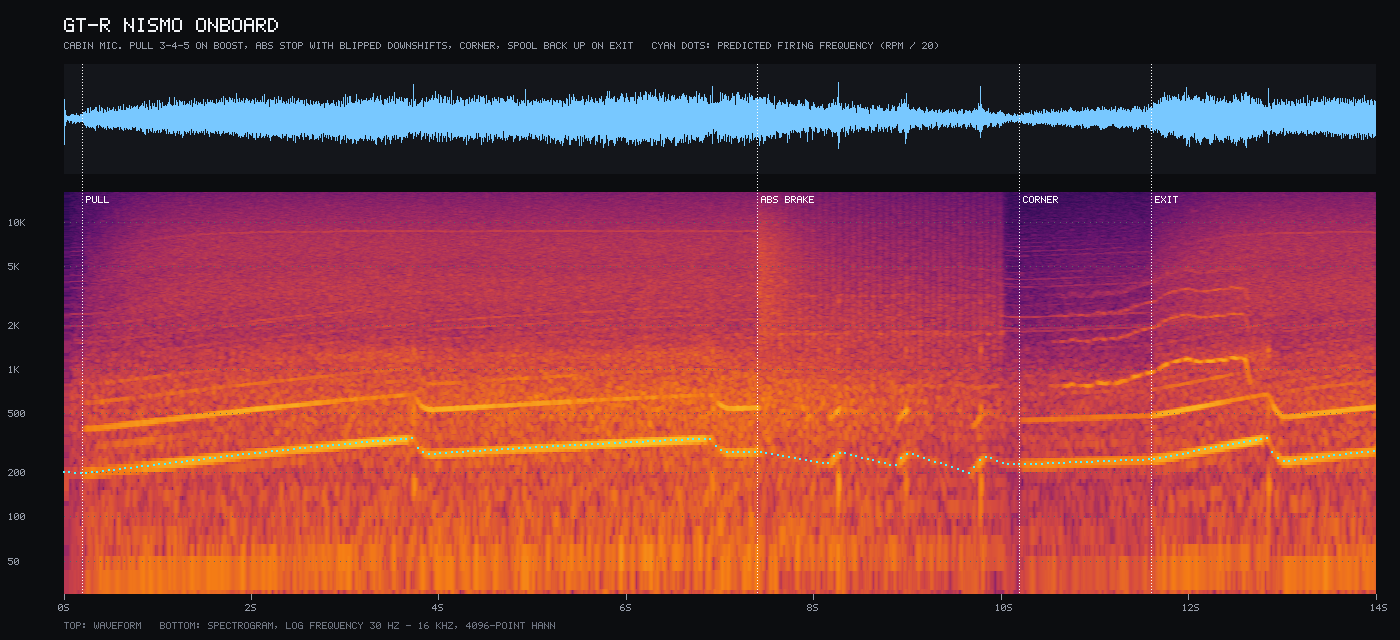 GT-R NISMO ONBOARD
CABIN MIC. PULL 3-4-5 ON BOOST, ABS STOP WITH BLIPPED DOWNSHIFTS, CORNER, SPOOL BACK UP ON EXIT   CYAN DOTS: PREDICTED FIRING FREQUENCY (RPM / 20)
PULL   ABS BRAKE   CORNER   EXIT
10K
5K
2K
1K
500
200
100
50
0S   2S   4S   6S   8S   10S   12S   14S
TOP: WAVEFORM   BOTTOM: SPECTROGRAM, LOG FREQUENCY 30 HZ - 16 KHZ, 4096-POINT HANN